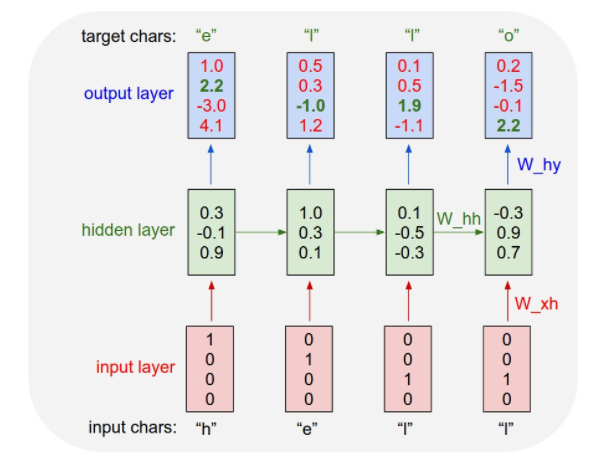 target chars: “e” “l” “l” “o”
output layer
1.0 0.5 0.1 0.2
2.2 0.3 0.5 -1.5
-3.0 -1.0 1.9 -0.1
4.1 1.2 -1.1 2.2
W_hy
hidden layer
0.3 1.0 0.1 -0.3
-0.1 0.3 -0.5 0.9
0.9 0.1 -0.3 0.7
W_hh
W_xh
input layer
1 0 0 0
0 1 0 0
0 0 1 1
0 0 0 0
input chars: “h” “e” “l” “l”